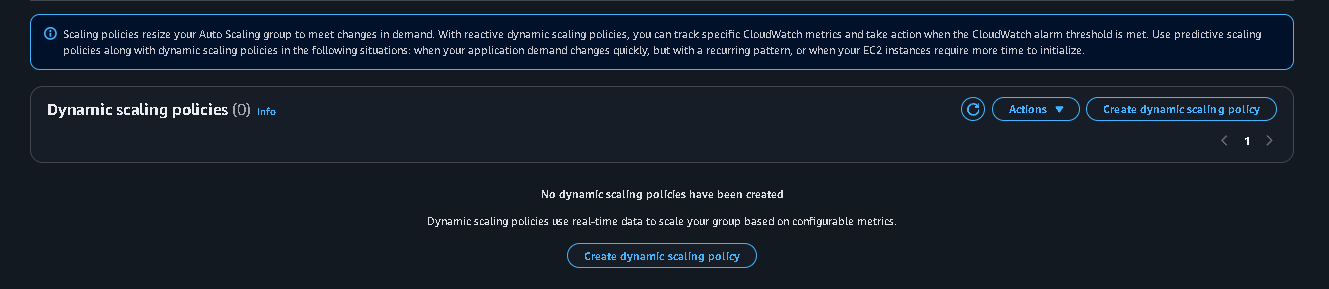 Scaling policies resize your Auto Scaling group to meet changes in demand. With reactive dynamic scaling policies, you can track specific CloudWatch metrics and take action when the CloudWatch alarm threshold is met. Use predictive scaling
policies along with dynamic scaling policies in the following situations: when your application demand changes quickly, but with a recurring pattern, or when your EC2 instances require more time to initialize.
Dynamic scaling policies (0) Info
Actions
Create dynamic scaling policy
1
No dynamic scaling policies have been created
Dynamic scaling policies use real-time data to scale your group based on configurable metrics.
Create dynamic scaling policy